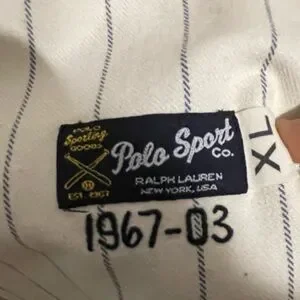 POLO
Sporting
GOODS
EST. 1967
Polo Sport
Co.
RALPH LAUREN
NEW YORK, USA
XL
1967-03